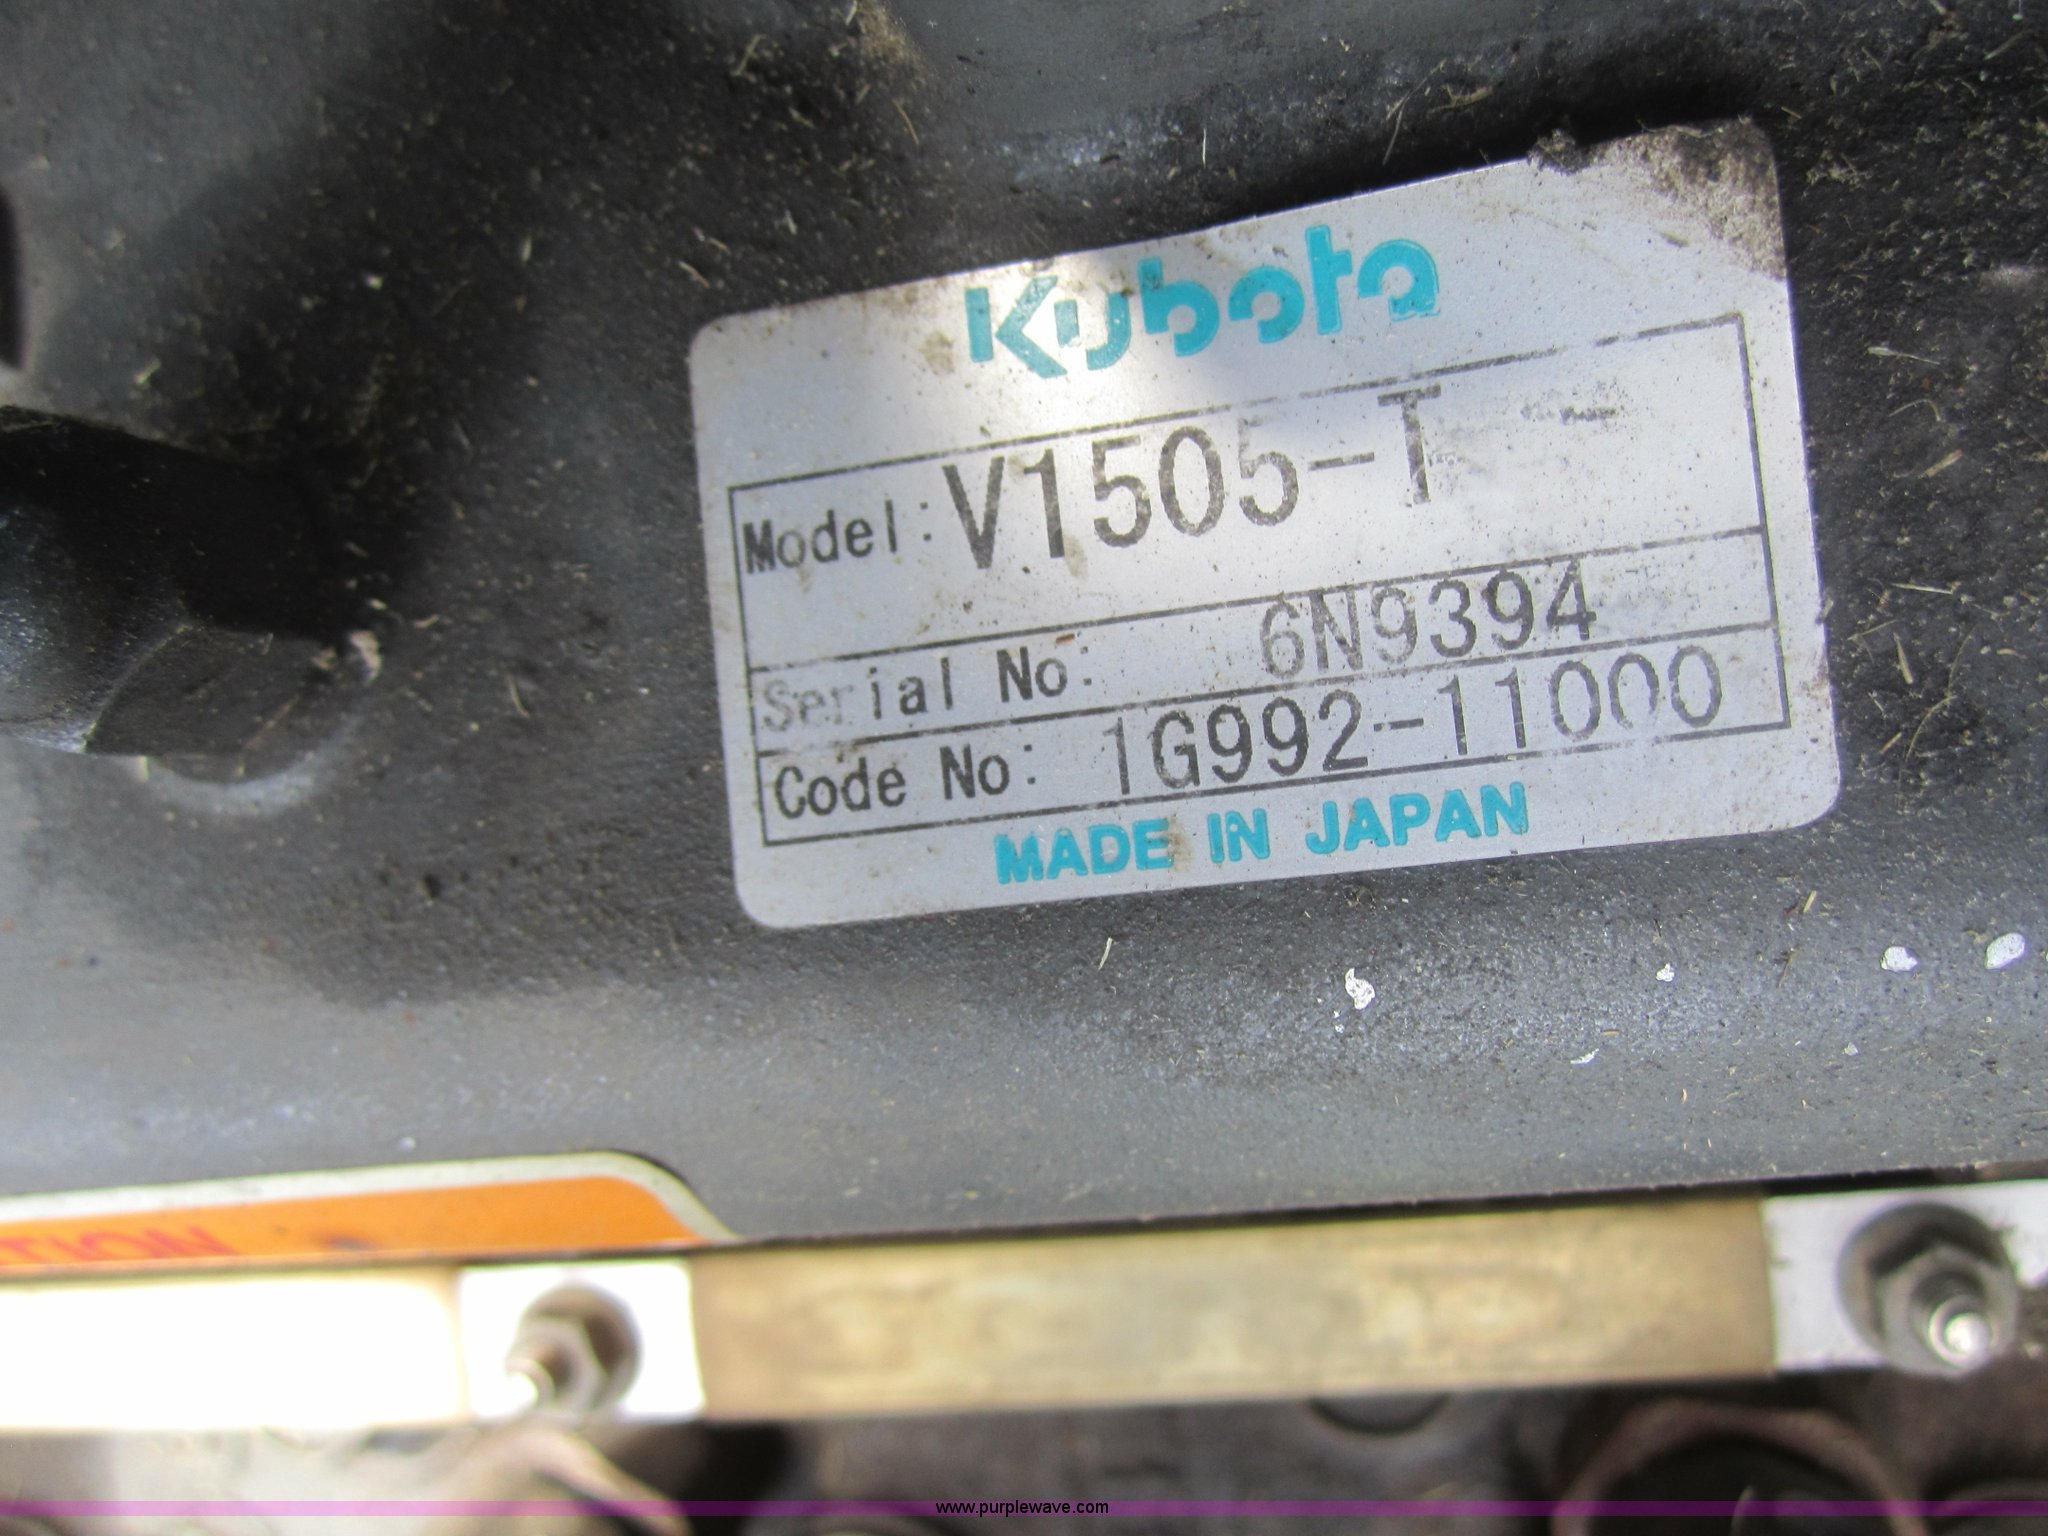 Kubota
Model: V1505-T
Serial No: 6N9394
Code No: 1G992-11000
MADE IN JAPAN
www.purplewave.com